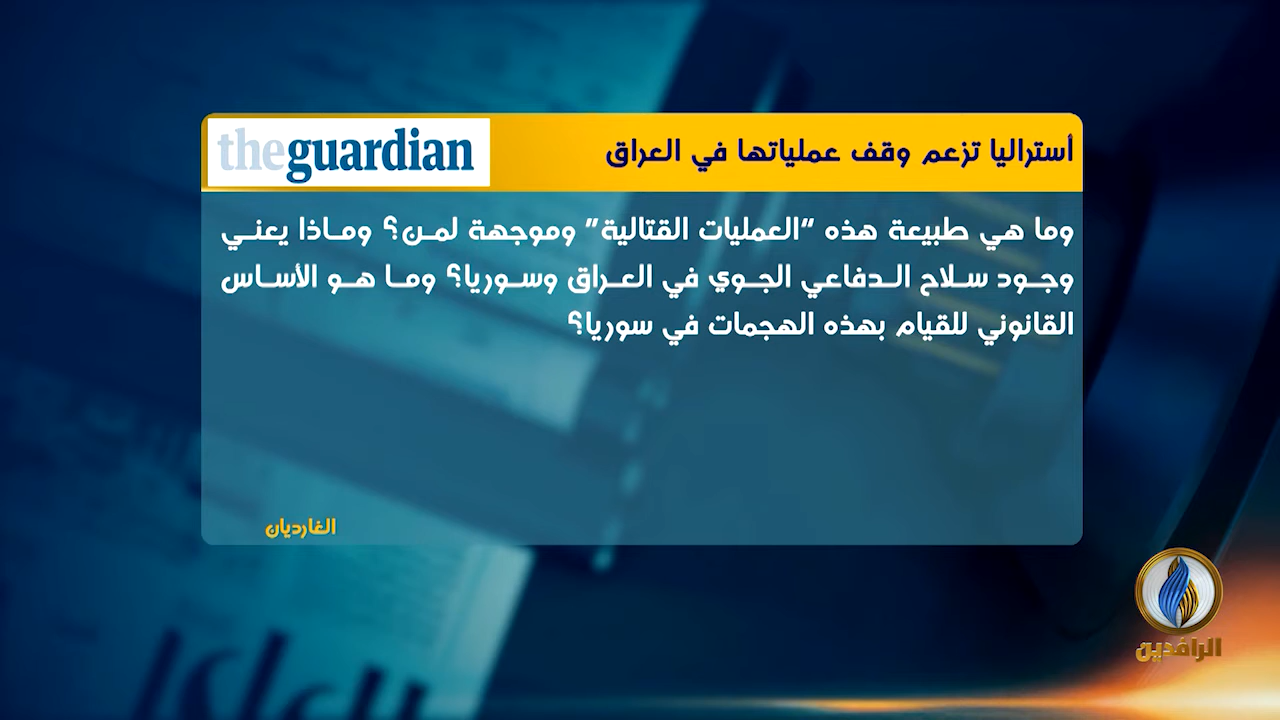 theguardian
أستراليا تزعم وقف عملياتها في العراق
وما هي طبيعة هذه “العمليات القتالية” وموجهة لمن؟ وماذا يعني
وجود سلاح الدفاعي الجوي في العراق وسوريا؟ وما هو الأساس
القانوني للقيام بهذه الهجمات في سوريا؟
الغارديان
الرافدين